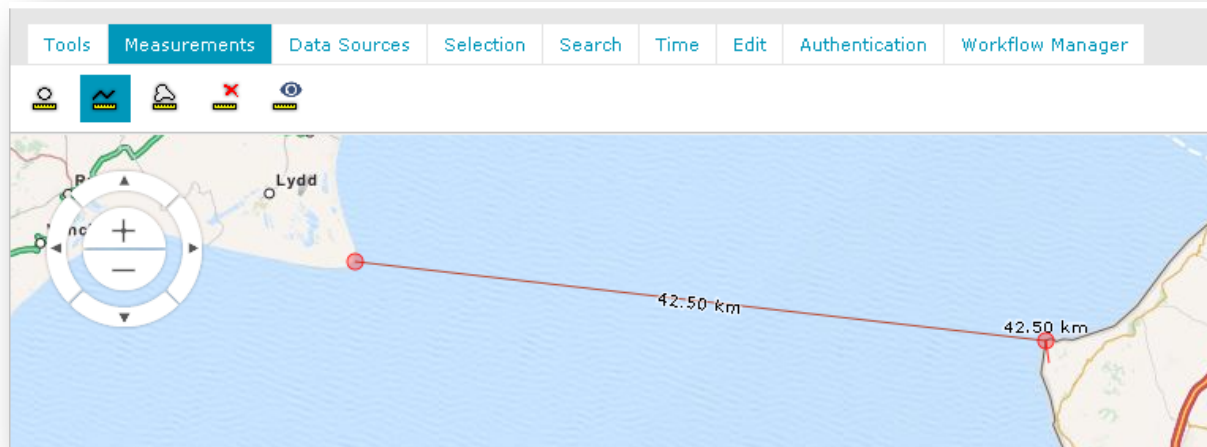 Tools Measurements Data Sources Selection Search Time Edit Authentication Workflow Manager
Lydd
42.50 km
42.50 km